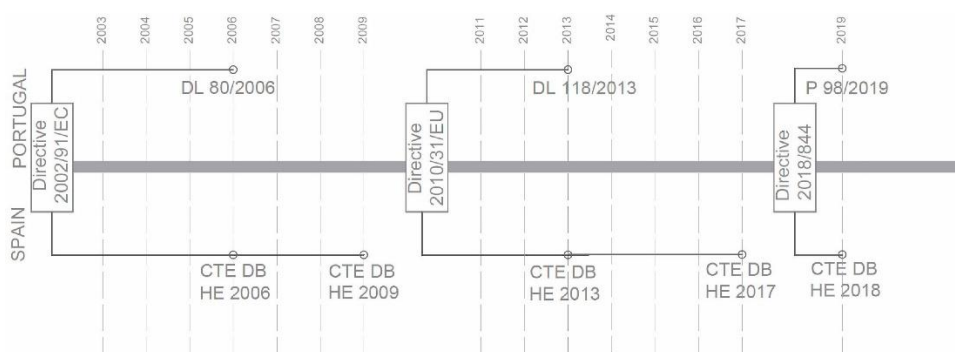 2003
2004
2005
2006
2007
2008
2009
2011
2012
2013
2014
2015
2016
2017
2019
PORTUGAL
SPAIN
Directive
2002/91/EC
DL 80/2006
Directive
2010/31/EU
DL 118/2013
Directive
2018/844
P 98/2019
CTE DB
HE 2006
CTE DB
HE 2009
CTE DB
HE 2013
CTE DB
HE 2017
CTE DB
HE 2018